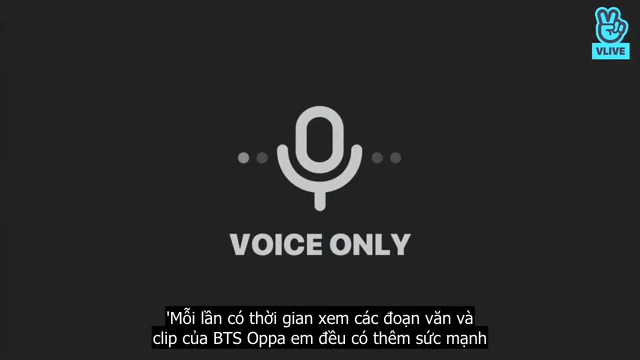 VLIVE
VOICE ONLY
'Mỗi lần có thời gian xem các đoạn văn và
clip của BTS Oppa em đều có thêm sức mạnh